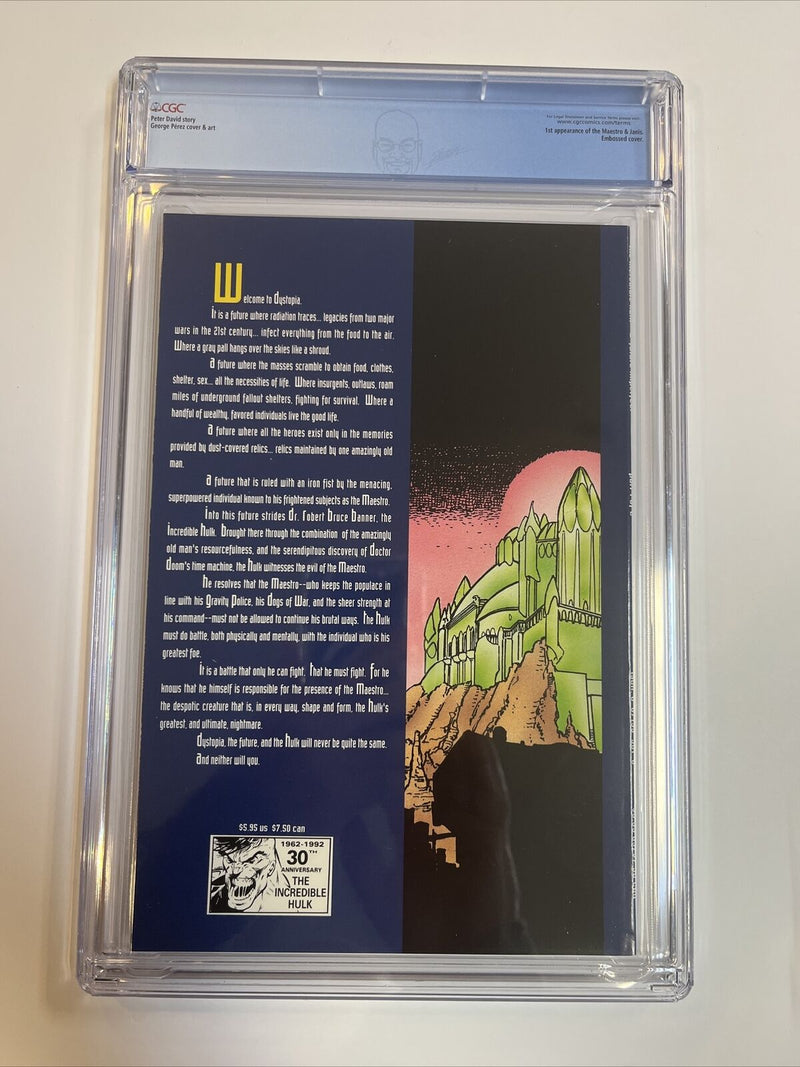 CGC
Peter David story
George Pérez cover & art
For Legal Disclaimer and Service Terms please visit:
www.cgccomics.com/terms
1st appearance of the Maestro & Janis.
Embossed cover.
Welcome to Dystopia.
It is a future where radiation traces... legacies from two major
wars in the 21st century... infect everything from the food to the air.
Where a gray pall hangs over the skies like a shroud.
A future where the masses scramble to obtain food, clothes,
shelter, sex... all the necessities of life. Where insurgents, outlaws, roam
miles of underground fallout shelters, fighting for survival. Where a
handful of wealthy, favored individuals live the good life.
A future where all the heroes exist only in the memories
provided by dust-covered relics... relics maintained by one amazingly old
man.
A future that is ruled with an iron fist by the menacing,
superpowered individual known to his frightened subjects as the Maestro.
Into this future strides Dr. Robert Bruce Banner, the
Incredible Hulk. Brought there through the combination of the amazingly
old man's resourcefulness, and the serendipitous discovery of Doctor
Doom's time machine, the Hulk witnesses the evil of the Maestro.
He resolves that the Maestro--who keeps the populace in
line with his Gravity Police, his Dogs of War, and the sheer strength at
his command--must not be allowed to continue his brutal ways. The Hulk
must do battle, both physically and mentally, with the individual who is his
greatest foe.
It is a battle that only he can fight. That he must fight. For he
knows that he himself is responsible for the presence of the Maestro...
the despotic creature that is, in every way, shape and form, the Hulk's
greatest, and ultimate, nightmare.
Dystopia, the future, and the Hulk will never be quite the same.
And neither will you.
$5.95 us $7.50 can
1962-1992
30TH
ANNIVERSARY
THE
INCREDIBLE
HULK